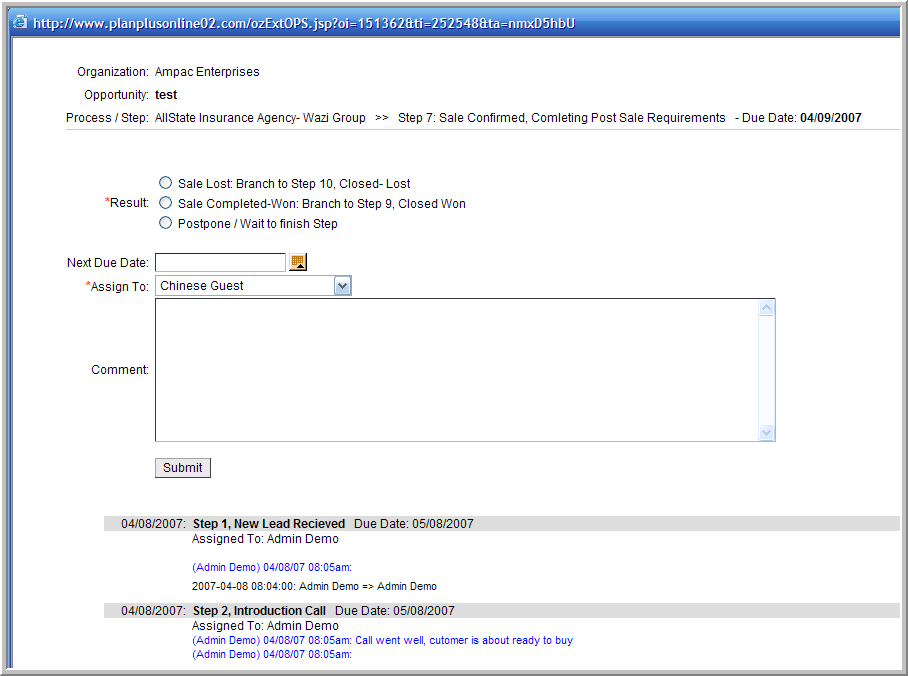 http://www.planplusonline02.com/ozExtOPS.jsp?oi=151362&ti=252548&ta=nmxD5hbU
Organization: Ampac Enterprises
Opportunity: test
Process / Step: AllState Insurance Agency- Wazi Group >> Step 7: Sale Confirmed, Comleting Post Sale Requirements - Due Date: 04/09/2007
Sale Lost: Branch to Step 10, Closed- Lost
*Result: Sale Completed-Won: Branch to Step 9, Closed Won
Postpone / Wait to finish Step
Next Due Date:
*Assign To: Chinese Guest
Comment:
Submit
04/08/2007: Step 1, New Lead Recieved Due Date: 05/08/2007
Assigned To: Admin Demo
(Admin Demo) 04/08/07 08:05am:
2007-04-08 08:04:00: Admin Demo => Admin Demo
04/08/2007: Step 2, Introduction Call Due Date: 05/08/2007
Assigned To: Admin Demo
(Admin Demo) 04/08/07 08:05am: Call went well, cutomer is about ready to buy
(Admin Demo) 04/08/07 08:05am: